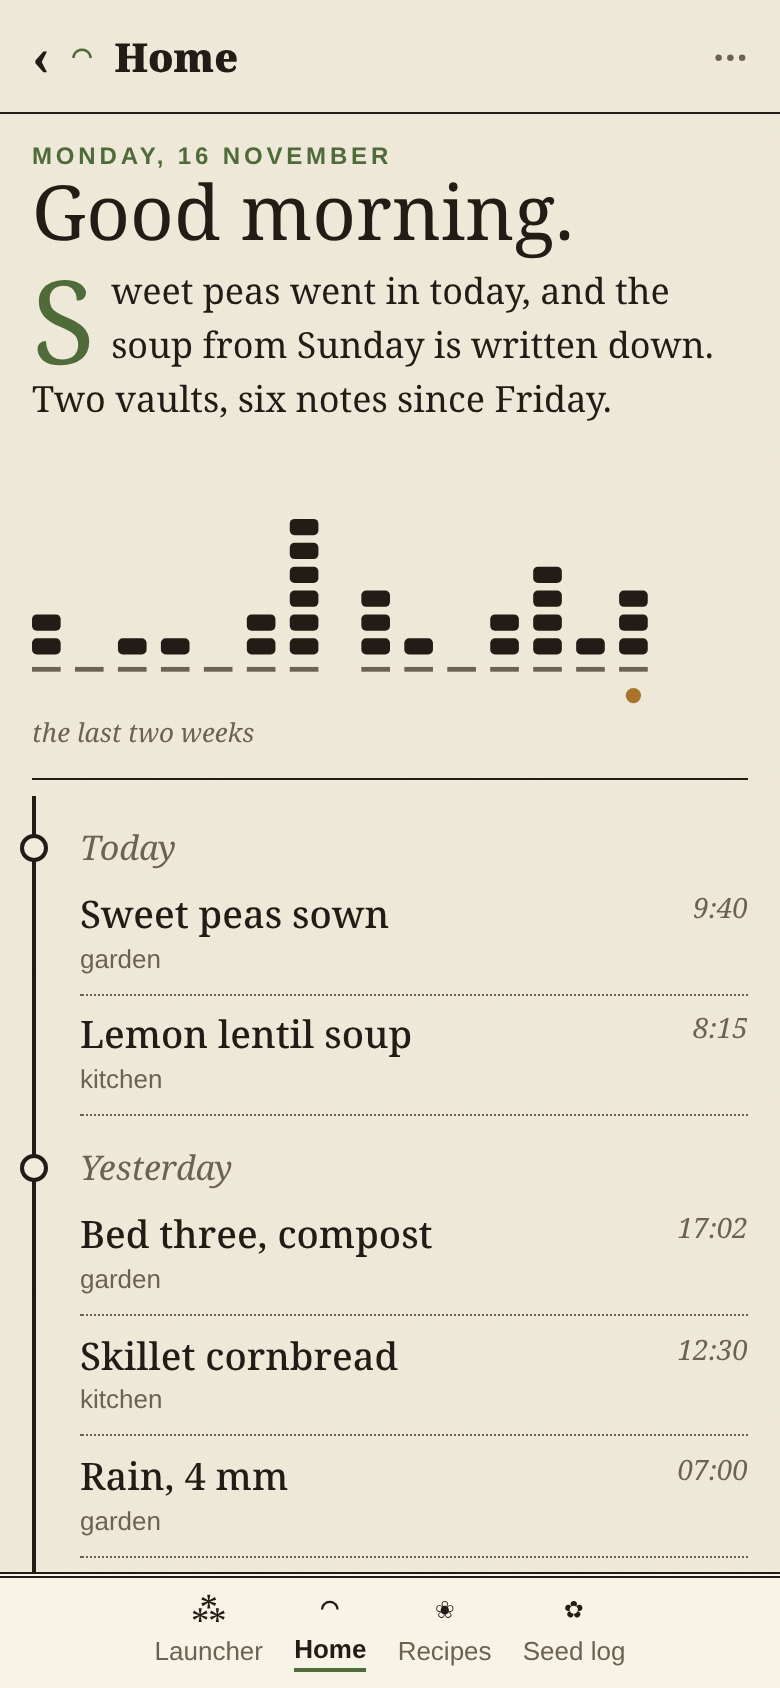 ‹ ◠ Home …
MONDAY, 16 NOVEMBER
Good morning.
Sweet peas went in today, and the
soup from Sunday is written down.
Two vaults, six notes since Friday.
the last two weeks
Today
Sweet peas sown 9:40
garden
Lemon lentil soup 8:15
kitchen
Yesterday
Bed three, compost 17:02
garden
Skillet cornbread 12:30
kitchen
Rain, 4 mm 07:00
garden
⁂ ◠ ❀ ✿
Launcher Home Recipes Seed log